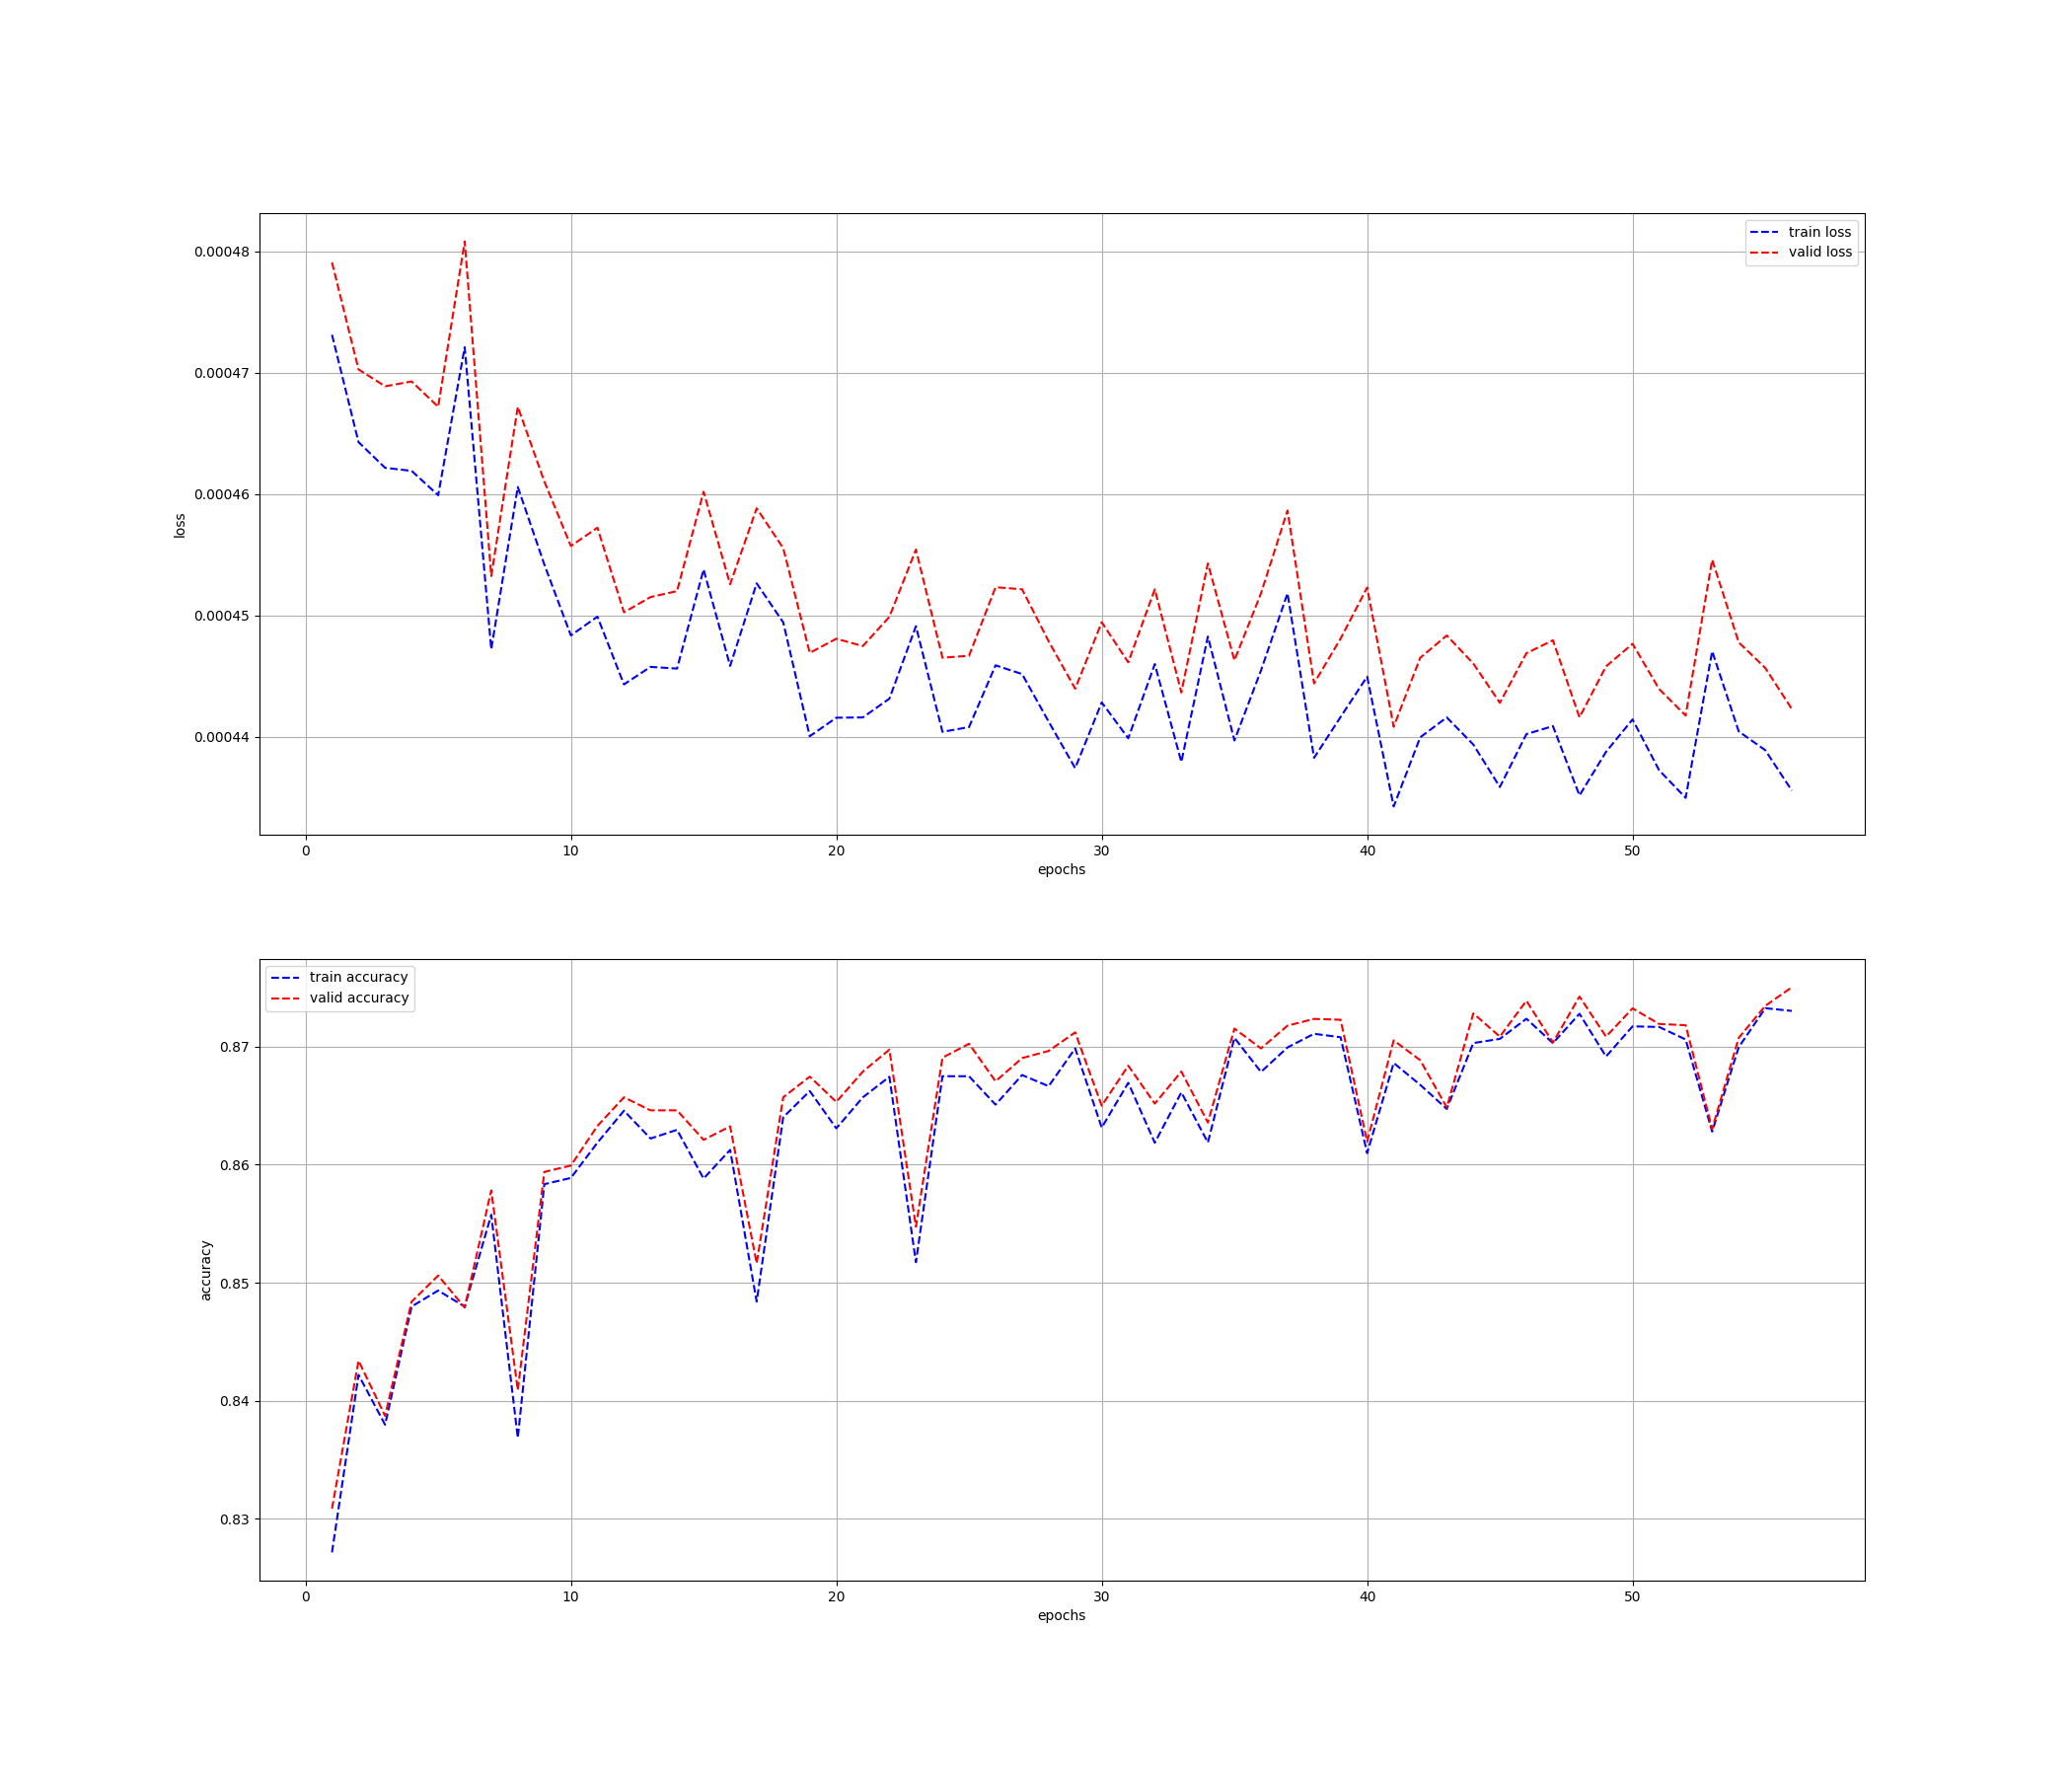 train loss
valid loss
0.00048
0.00047
0.00046
0.00045
0.00044
loss
0 10 20 30 40 50
epochs
train accuracy
valid accuracy
0.87
0.86
0.85
0.84
0.83
accuracy
0 10 20 30 40 50
epochs